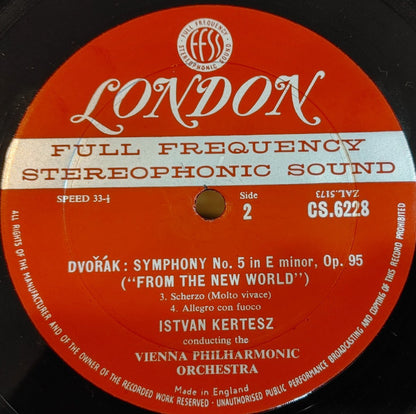 FULL FREQUENCY STEREOPHONIC SOUND
FFSS
LONDON
FULL FREQUENCY
STEREOPHONIC SOUND
SPEED 33-⅓
Side
2
ZAL.5173
CS.6228
DVOŘÁK: SYMPHONY No. 5 in E minor, Op. 95
("FROM THE NEW WORLD")
3. Scherzo (Molto vivace)
4. Allegro con fuoco
ISTVAN KERTESZ
conducting the
VIENNA PHILHARMONIC
ORCHESTRA
Made in England
ALL RIGHTS OF THE MANUFACTURER AND OF THE OWNER OF THE RECORDED WORK RESERVED - UNAUTHORISED PUBLIC PERFORMANCE BROADCASTING AND COPYING OF THIS RECORD PROHIBITED